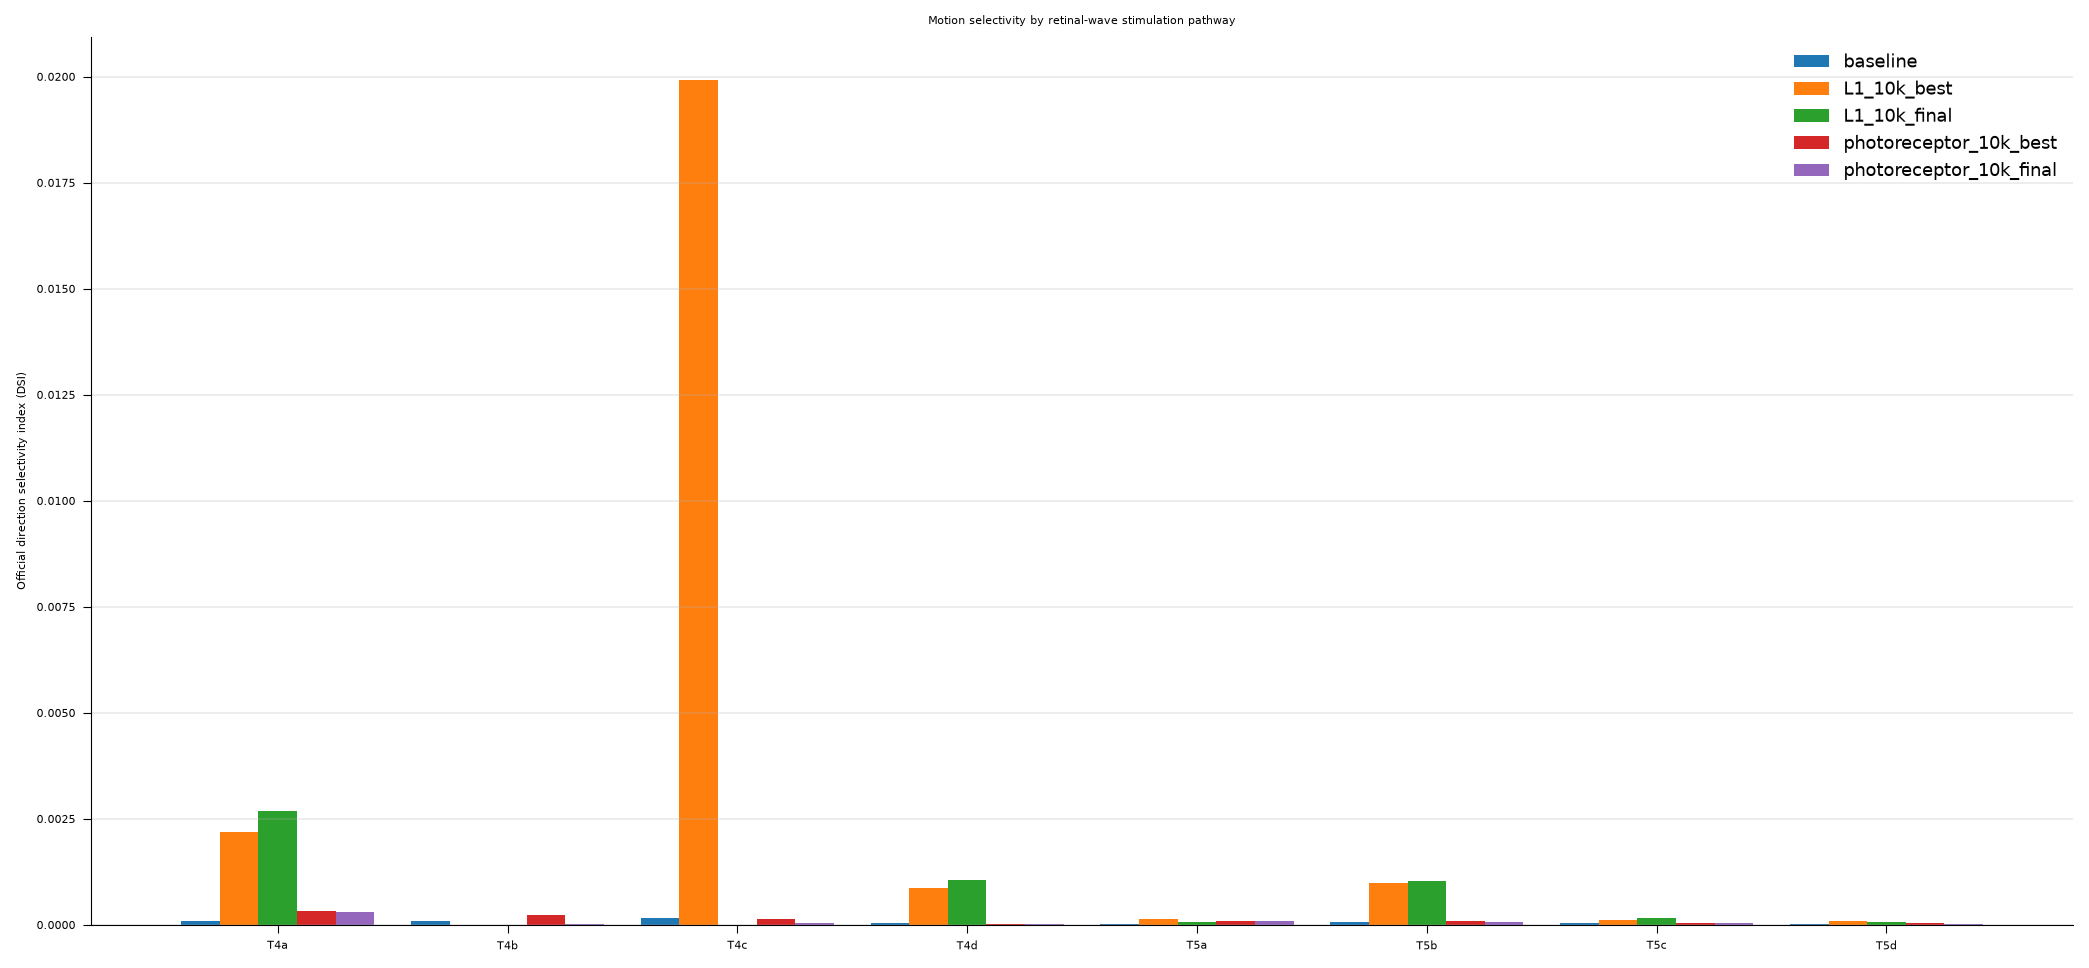 Motion selectivity by retinal-wave stimulation pathway
Official direction selectivity index (DSI)
0.0200
0.0175
0.0150
0.0125
0.0100
0.0075
0.0050
0.0025
0.0000
baseline
L1_10k_best
L1_10k_final
photoreceptor_10k_best
photoreceptor_10k_final
T4a T4b T4c T4d T5a T5b T5c T5d